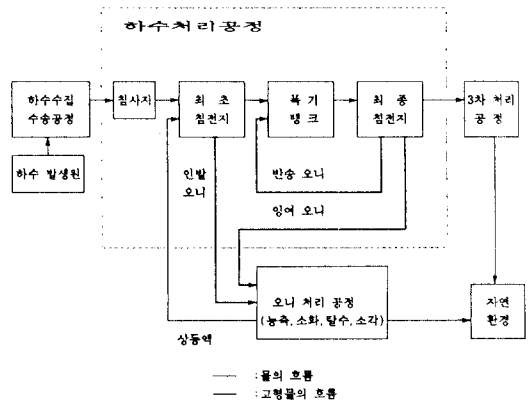 하수처리공정
하수수집
수송공정
침사지
최 초
침전지
폭 기
탱 크
최 종
침전지
3차 처리
공 정
하수 발생원
인발
오니
반송 오니
잉여 오니
오니 처리 공정
(농축, 소화, 탈수, 소각)
자연
환경
상등액
: 물의 흐름
: 고형물의 흐름